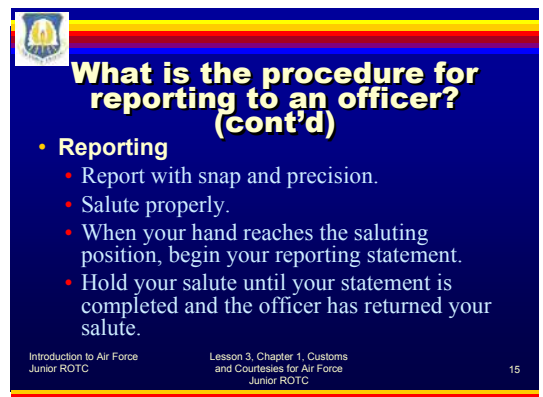 What is the procedure for
reporting to an officer?
(cont'd)
• Reporting
• Report with snap and precision.
• Salute properly.
• When your hand reaches the saluting
position, begin your reporting statement.
• Hold your salute until your statement is
completed and the officer has returned your
salute.
Introduction to Air Force
Junior ROTC
Lesson 3, Chapter 1, Customs
and Courtesies for Air Force
Junior ROTC
15